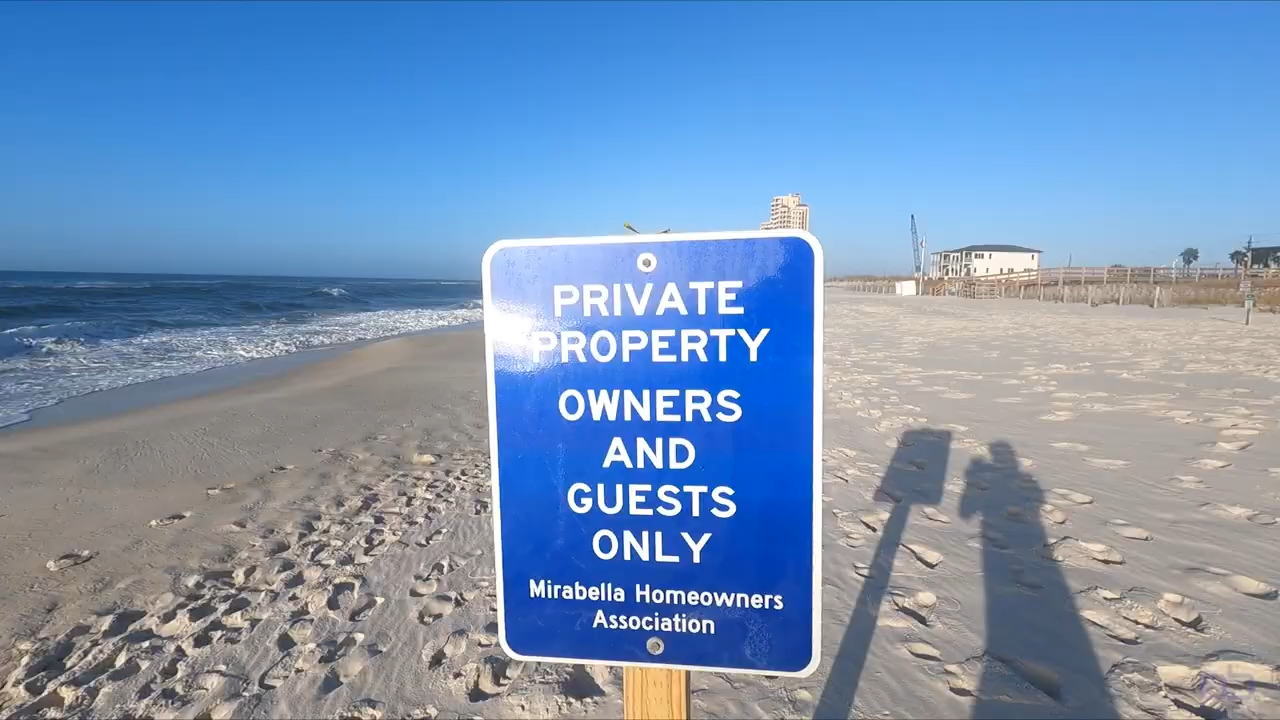 PRIVATE
PROPERTY
OWNERS
AND
GUESTS
ONLY
Mirabella Homeowners
Association